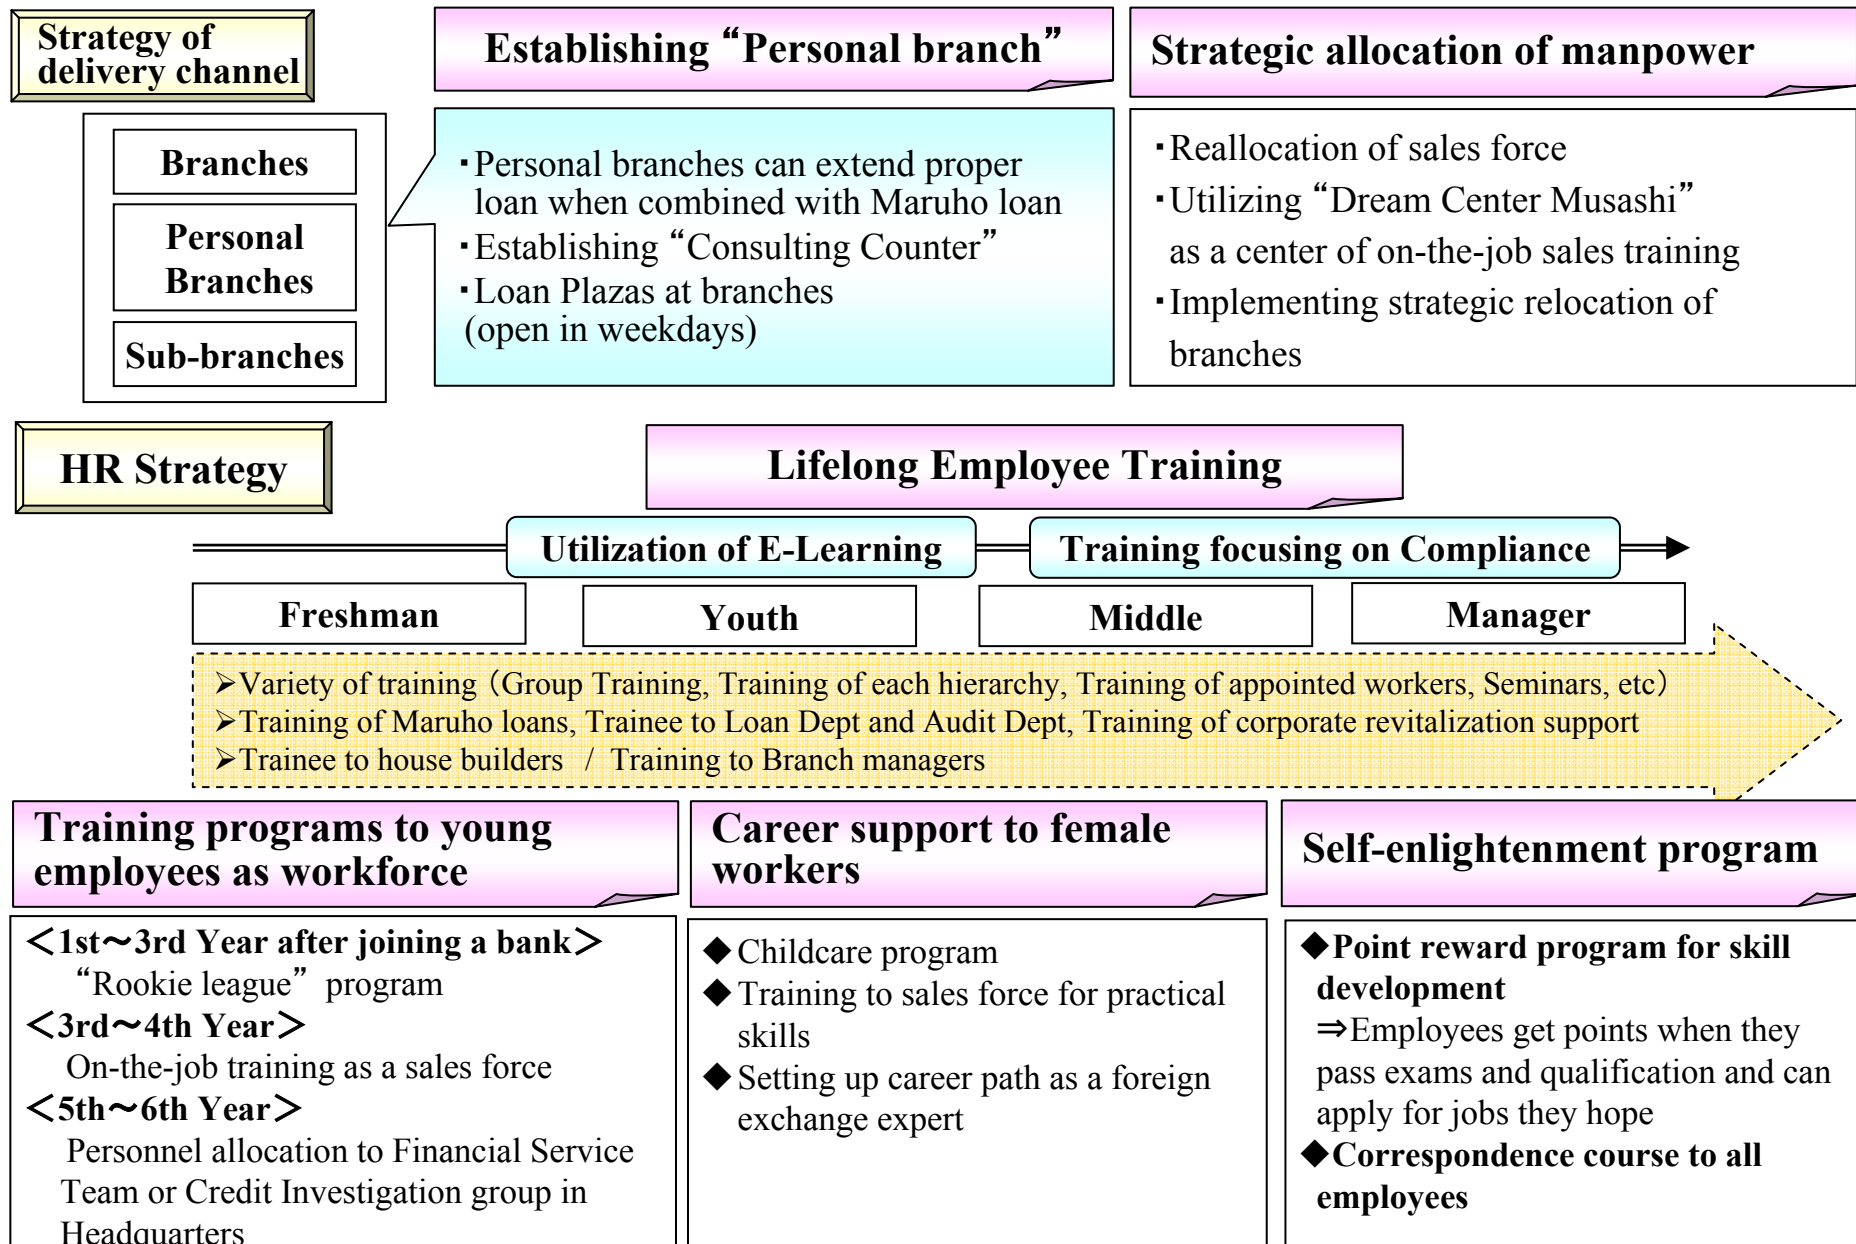 Strategy of
delivery channel
Establishing “Personal branch”
Strategic allocation of manpower
Branches
Personal
Branches
Sub-branches
・Personal branches can extend proper
loan when combined with Maruho loan
・Establishing “Consulting Counter”
・Loan Plazas at branches
(open in weekdays)
・Reallocation of sales force
・Utilizing “Dream Center Musashi”
as a center of on-the-job sales training
・Implementing strategic relocation of
branches
HR Strategy
Lifelong Employee Training
Utilization of E-Learning
Training focusing on Compliance
Freshman
Youth
Middle
Manager
➢Variety of training（Group Training, Training of each hierarchy, Training of appointed workers, Seminars, etc）
➢Training of Maruho loans, Trainee to Loan Dept and Audit Dept, Training of corporate revitalization support
➢Trainee to house builders / Training to Branch managers
Training programs to young
employees as workforce
＜1st～3rd Year after joining a bank＞
“Rookie league” program
＜3rd～4th Year＞
On-the-job training as a sales force
＜5th～6th Year＞
Personnel allocation to Financial Service
Team or Credit Investigation group in
Headquarters
Career support to female
workers
◆Childcare program
◆Training to sales force for practical
skills
◆Setting up career path as a foreign
exchange expert
Self-enlightenment program
◆Point reward program for skill
development
⇒Employees get points when they
pass exams and qualification and can
apply for jobs they hope
◆Correspondence course to all
employees